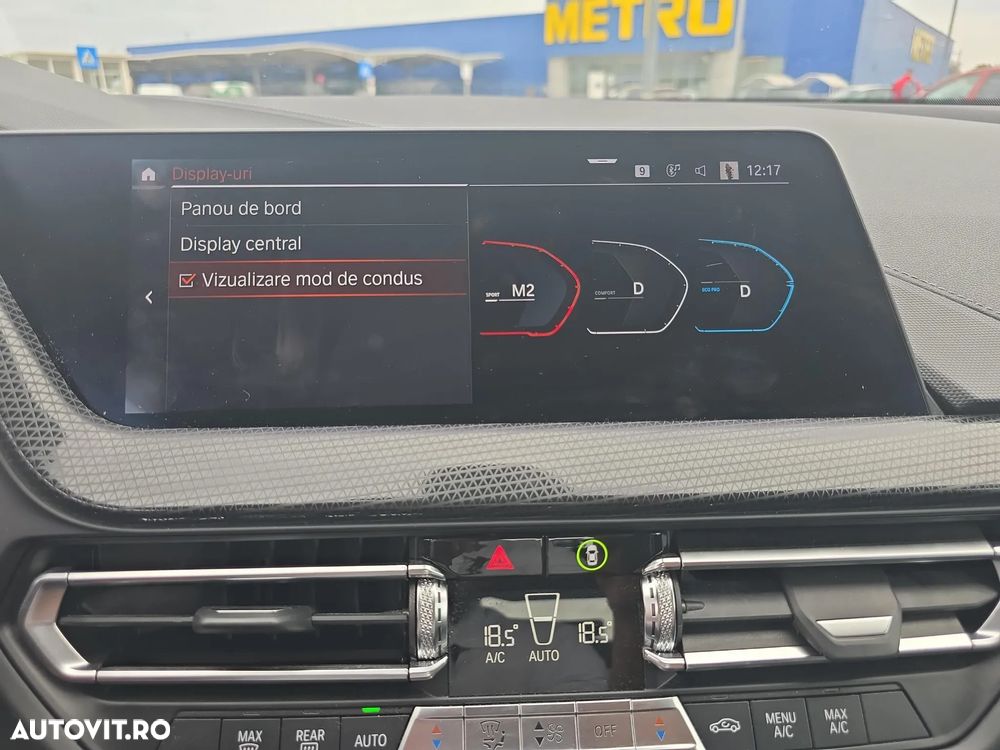 METRO
Display-uri
9
12:17
Panou de bord
Display central
Vizualizare mod de condus
SPORT M2
COMFORT D
ECO PRO D
18.5° 18.5°
A/C AUTO
AUTOVIT.RO
MAX
REAR
AUTO
OFF
MENU A/C
MAX A/C